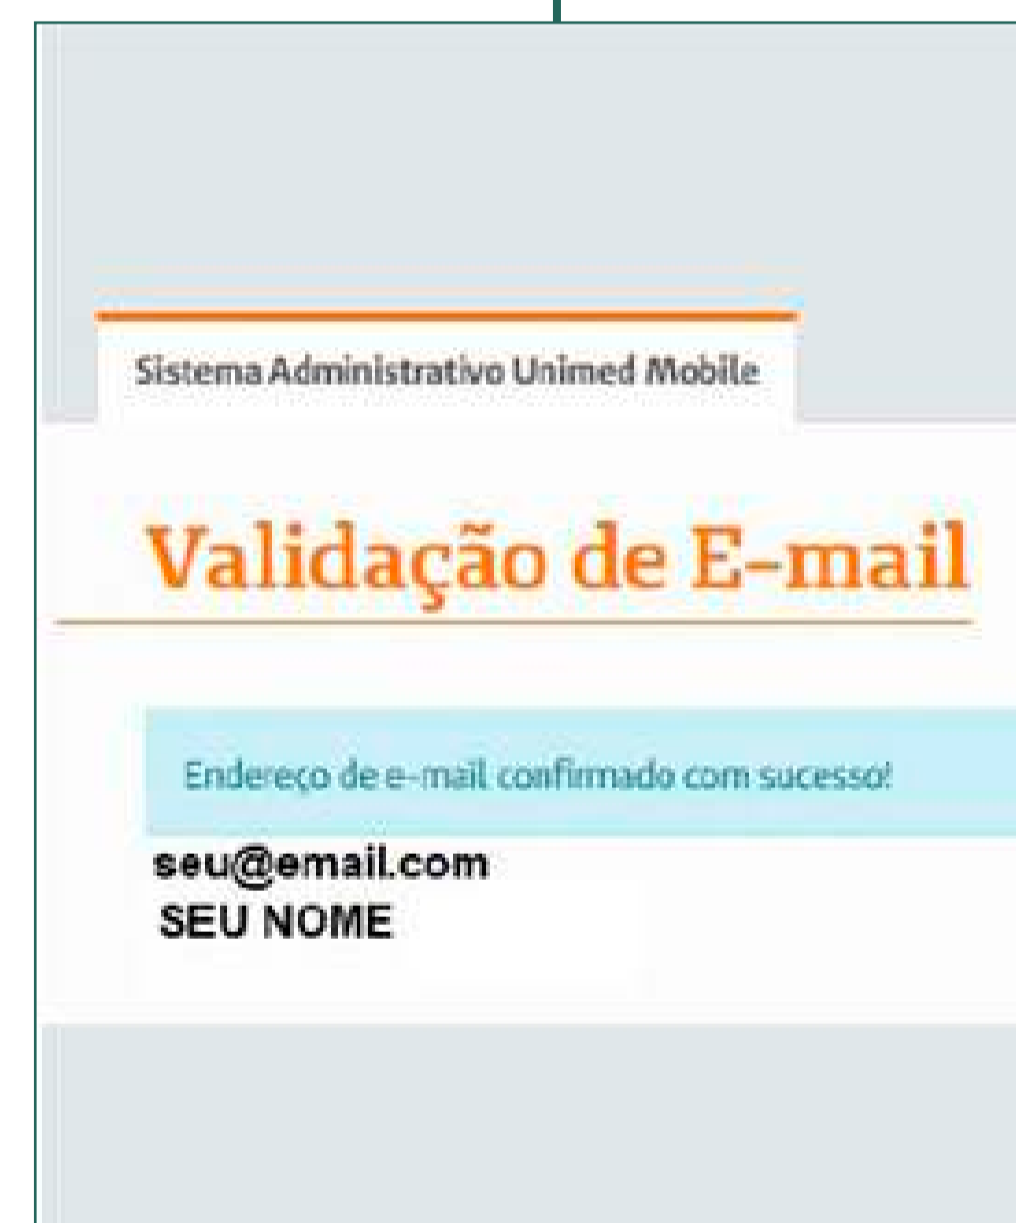 Sistema Administrativo Unimed Mobile
Validação de E-mail
Endereço de e-mail confirmado com sucesso!
seu@email.com
SEU NOME